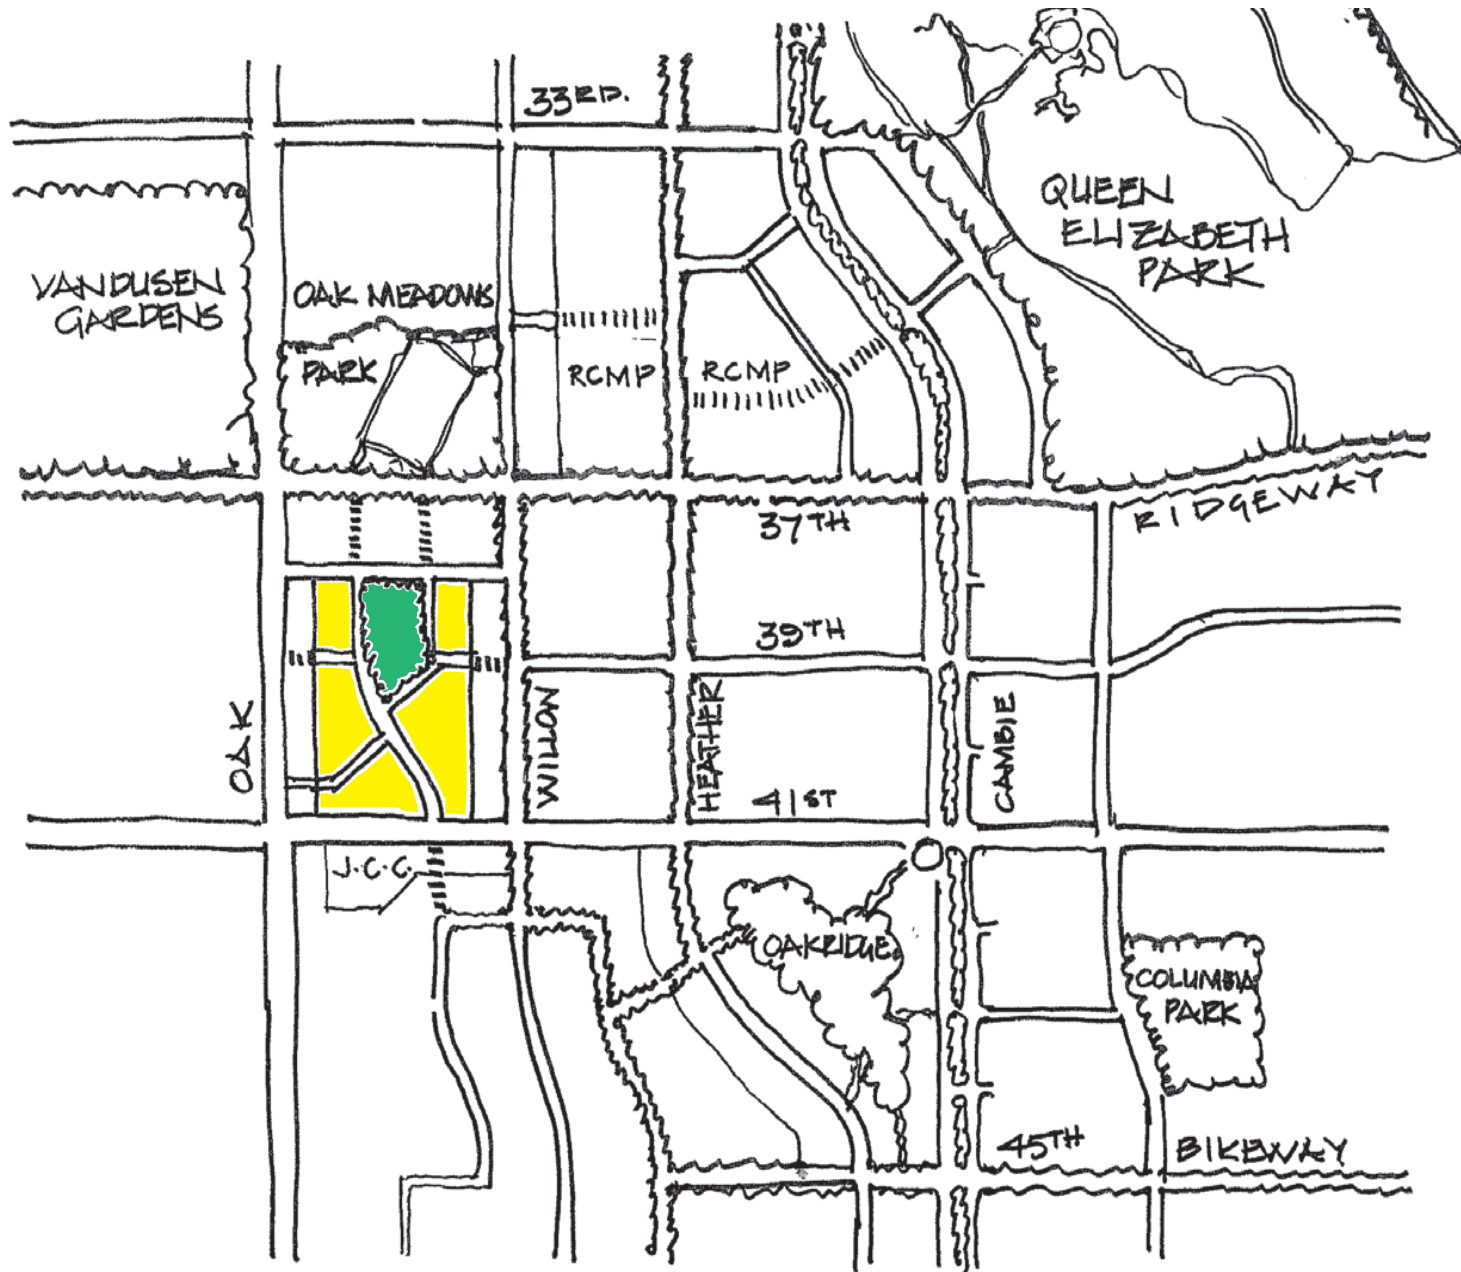 33RD.
QUEEN
ELIZABETH
PARK
VANDUSEN
GARDENS
OAK MEADOWS
PARK
RCMP
RCMP
RIDGEWAY
37TH
39TH
OAK
WILLOW
HEATHER
CAMBIE
41ST
J.C.C.
OAKRIDGE
COLUMBIA
PARK
45TH
BIKEWAY